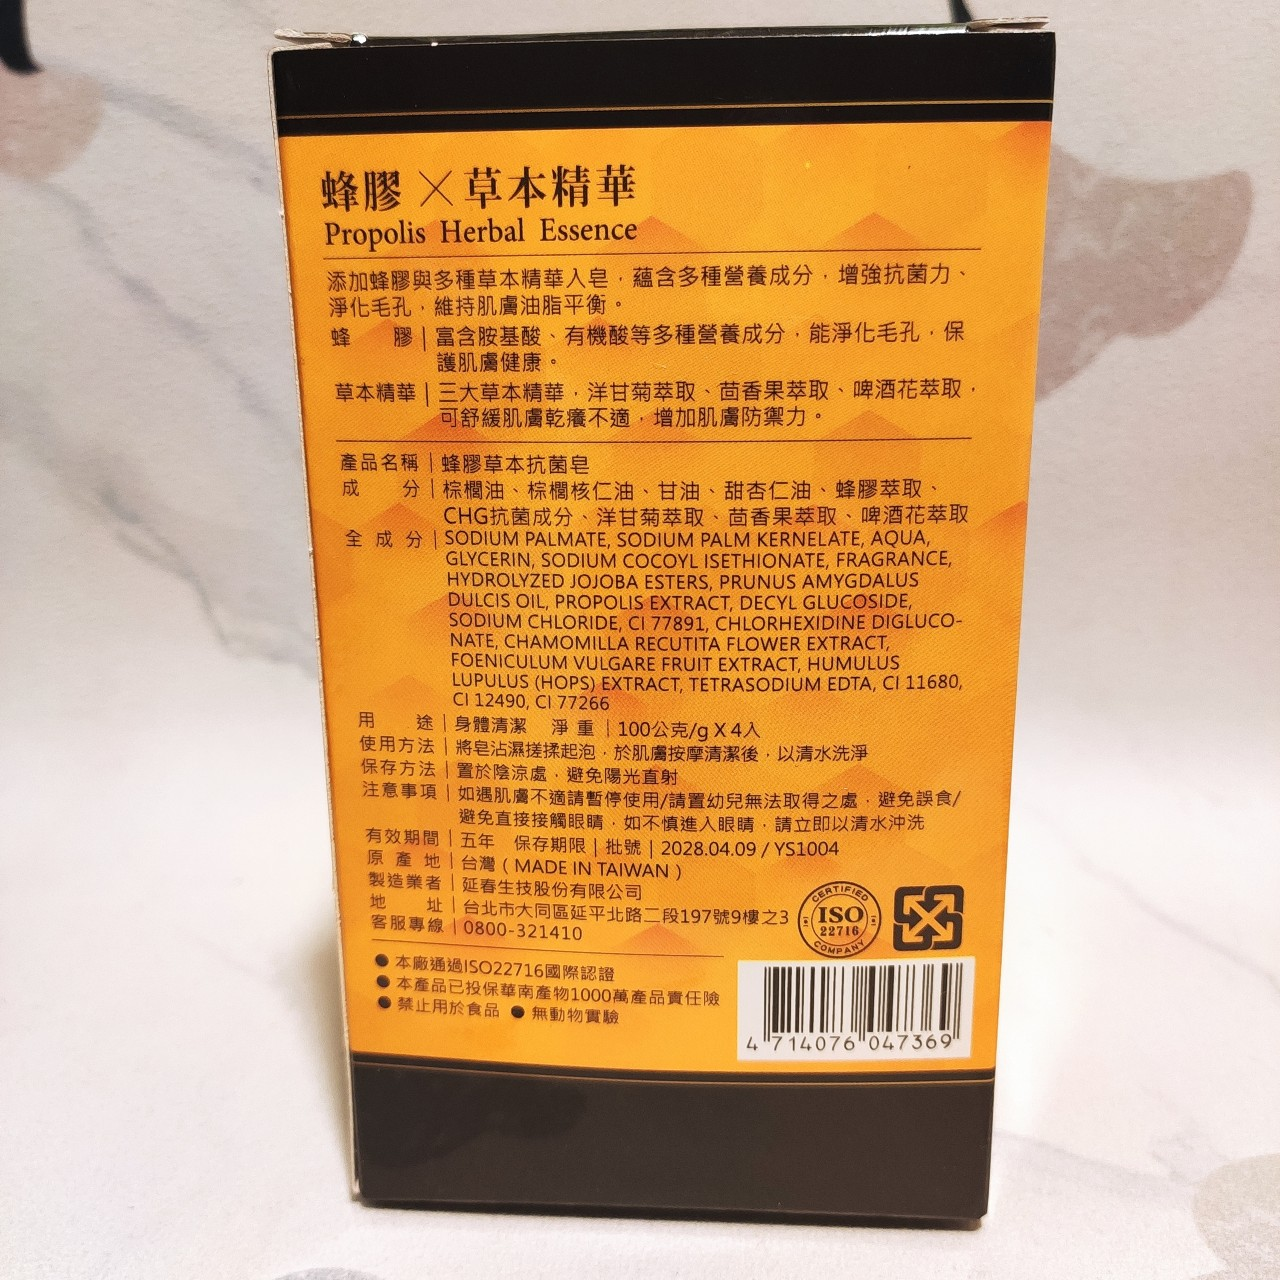 蜂膠×草本精華
Propolis Herbal Essence
添加蜂膠與多種草本精華入皂，蘊含多種營養成分，增強抗菌力、
淨化毛孔，維持肌膚油脂平衡。
蜂膠｜富含胺基酸、有機酸等多種營養成分，能淨化毛孔，保
護肌膚健康。
草本精華｜三大草本精華，洋甘菊萃取、茴香果萃取、啤酒花萃取，
可舒緩肌膚乾癢不適，增加肌膚防禦力。
產品名稱｜蜂膠草本抗菌皂
成分｜棕櫚油、棕櫚核仁油、甘油、甜杏仁油、蜂膠萃取、
CHG抗菌成分、洋甘菊萃取、茴香果萃取、啤酒花萃取
全成分｜SODIUM PALMATE, SODIUM PALM KERNELATE, AQUA,
GLYCERIN, SODIUM COCOYL ISETHIONATE, FRAGRANCE,
HYDROLYZED JOJOBA ESTERS, PRUNUS AMYGDALUS
DULCIS OIL, PROPOLIS EXTRACT, DECYL GLUCOSIDE,
SODIUM CHLORIDE, CI 77891, CHLORHEXIDINE DIGLUCO-
NATE, CHAMOMILLA RECUTITA FLOWER EXTRACT,
FOENICULUM VULGARE FRUIT EXTRACT, HUMULUS
LUPULUS (HOPS) EXTRACT, TETRASODIUM EDTA, CI 11680,
CI 12490, CI 77266
用途｜身體清潔 淨重｜100公克/g X 4入
使用方法｜將皂沾濕搓揉起泡，於肌膚按摩清潔後，以清水洗淨
保存方法｜置於陰涼處，避免陽光直射
注意事項｜如遇肌膚不適請暫停使用/請置幼兒無法取得之處，避免誤食/
避免直接接觸眼睛，如不慎進入眼睛，請立即以清水沖洗
有效期間｜五年 保存期限｜批號｜2028.04.09 / YS1004
原產地｜台灣 ( MADE IN TAIWAN )
製造業者｜延春生技股份有限公司
地址｜台北市大同區延平北路二段197號9樓之3
客服專線｜0800-321410
CERTIFIED
ISO
22716
COMPANY
●本廠通過ISO22716國際認證
●本產品已投保華南產物1000萬產品責任險
●禁止用於食品 ●無動物實驗
4 714076 047369